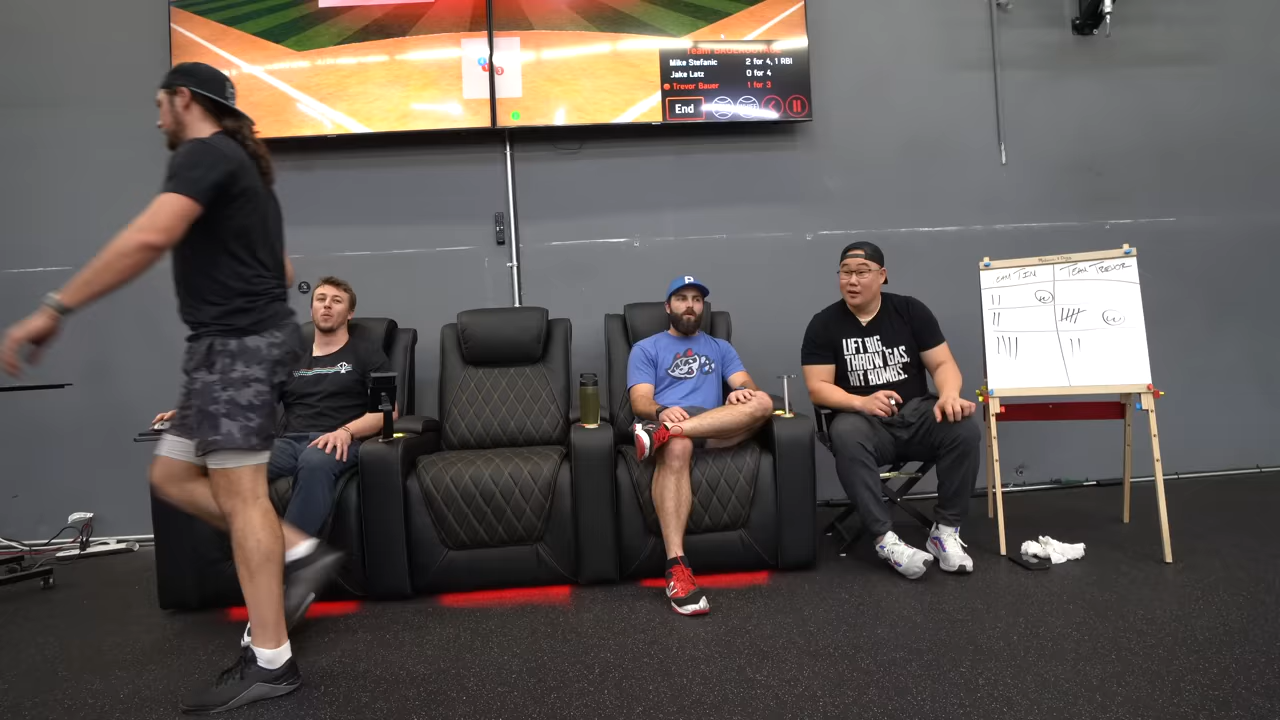 Team BAUEROUTAGE
Mike Stefanic 2 for 4, 1 RBI
Jake Latz 0 for 4
Trevor Bauer 1 for 3
End
P
LIFT BIG,
THROW GAS,
HIT BOMBS.
TEAM TREVOR